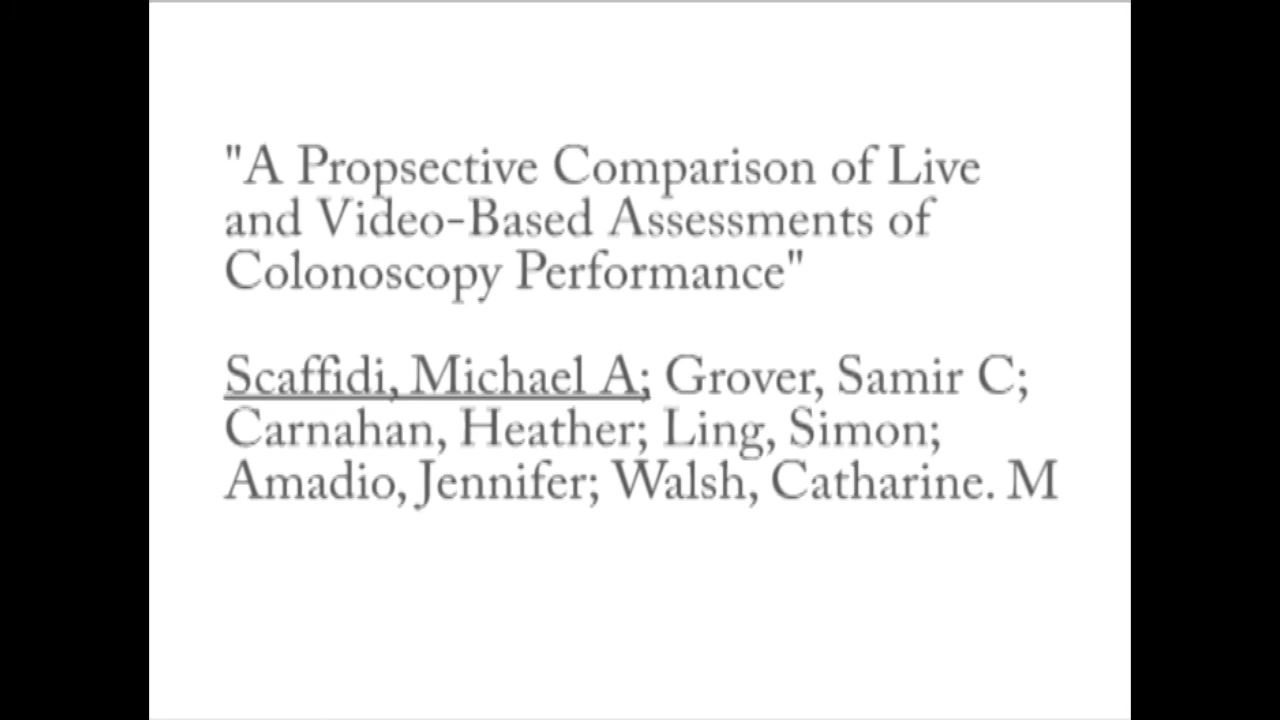 "A Propsective Comparison of Live
and Video-Based Assessments of
Colonoscopy Performance"
Scaffidi, Michael A; Grover, Samir C;
Carnahan, Heather; Ling, Simon;
Amadio, Jennifer; Walsh, Catharine. M